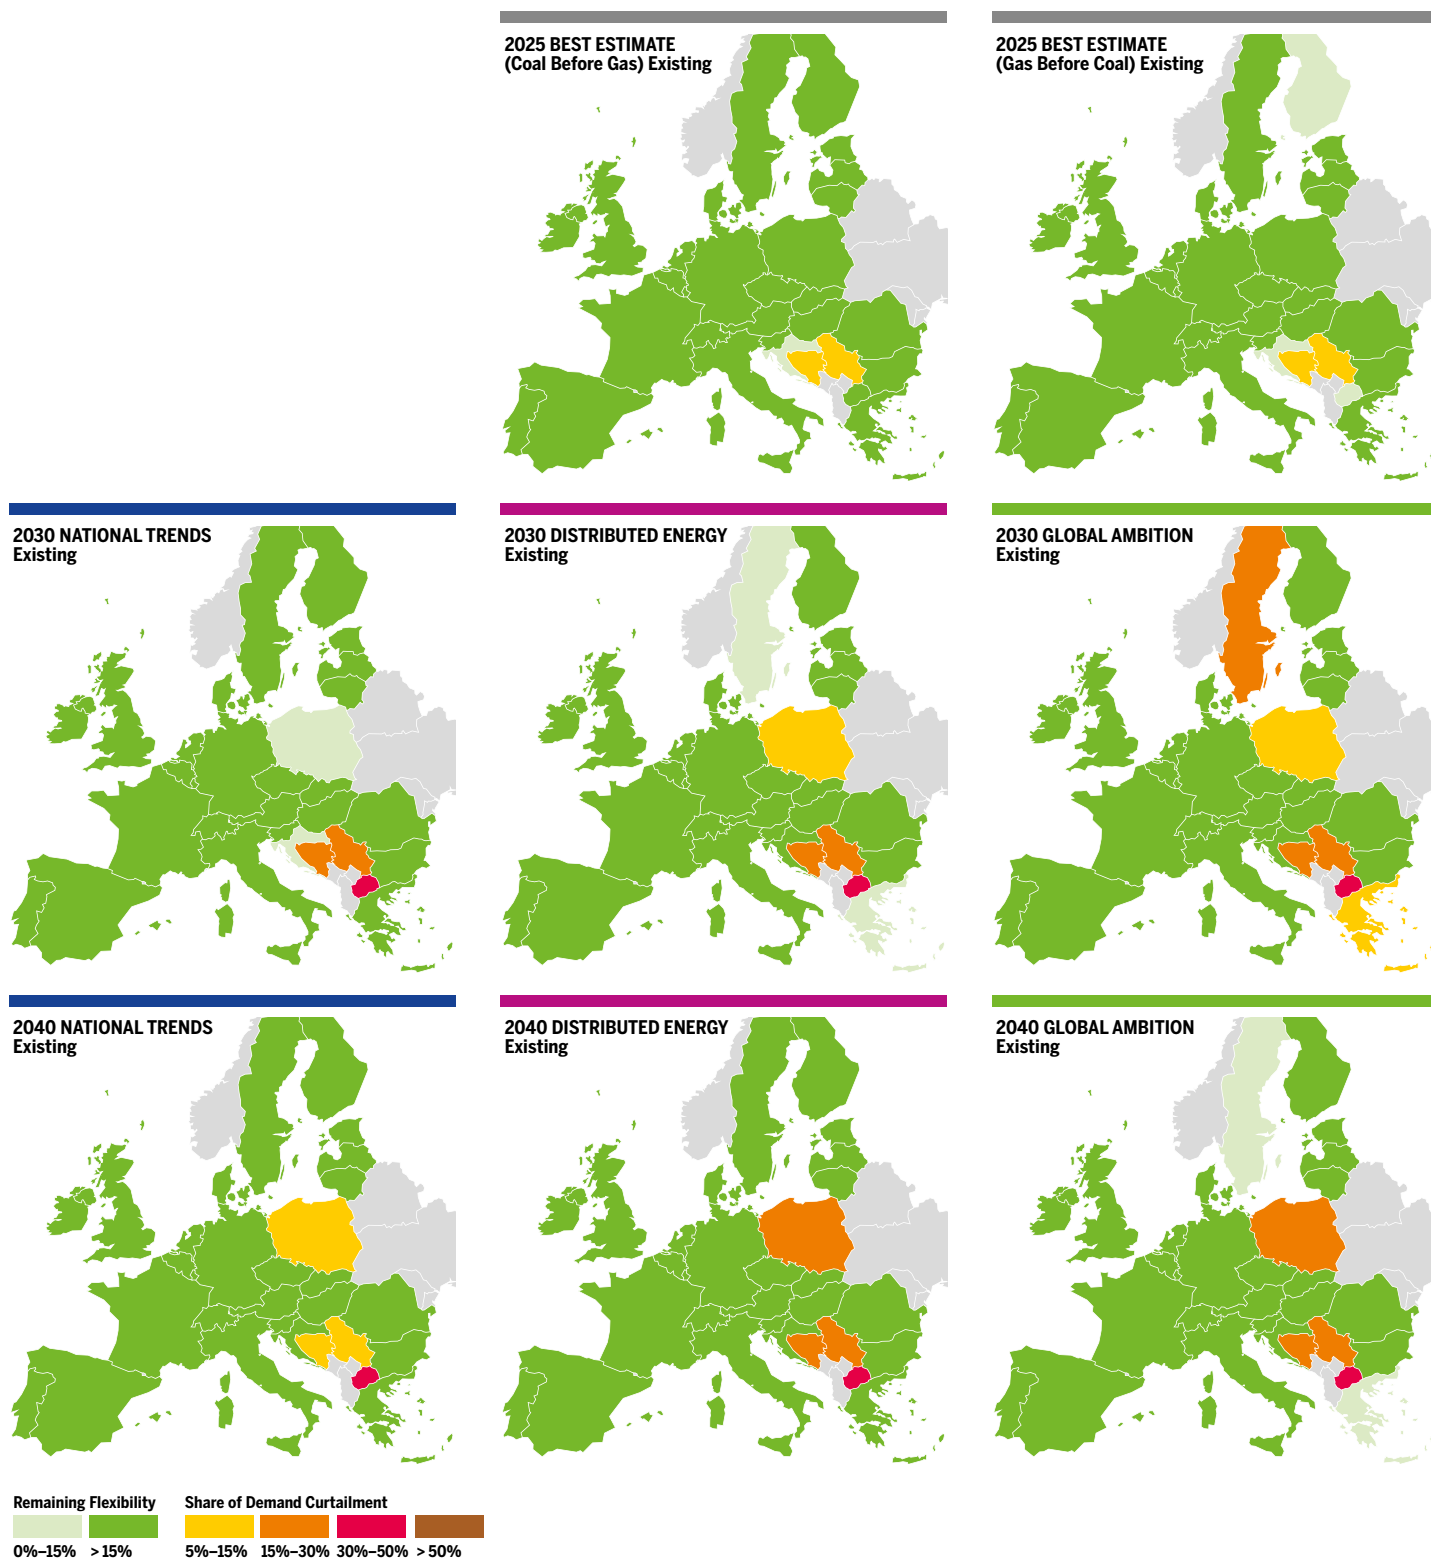 2025 BEST ESTIMATE
(Coal Before Gas) Existing
2025 BEST ESTIMATE
(Gas Before Coal) Existing
2030 NATIONAL TRENDS
Existing
2030 DISTRIBUTED ENERGY
Existing
2030 GLOBAL AMBITION
Existing
2040 NATIONAL TRENDS
Existing
2040 DISTRIBUTED ENERGY
Existing
2040 GLOBAL AMBITION
Existing
Remaining Flexibility
0%–15% > 15%
Share of Demand Curtailment
5%–15% 15%–30% 30%–50% > 50%